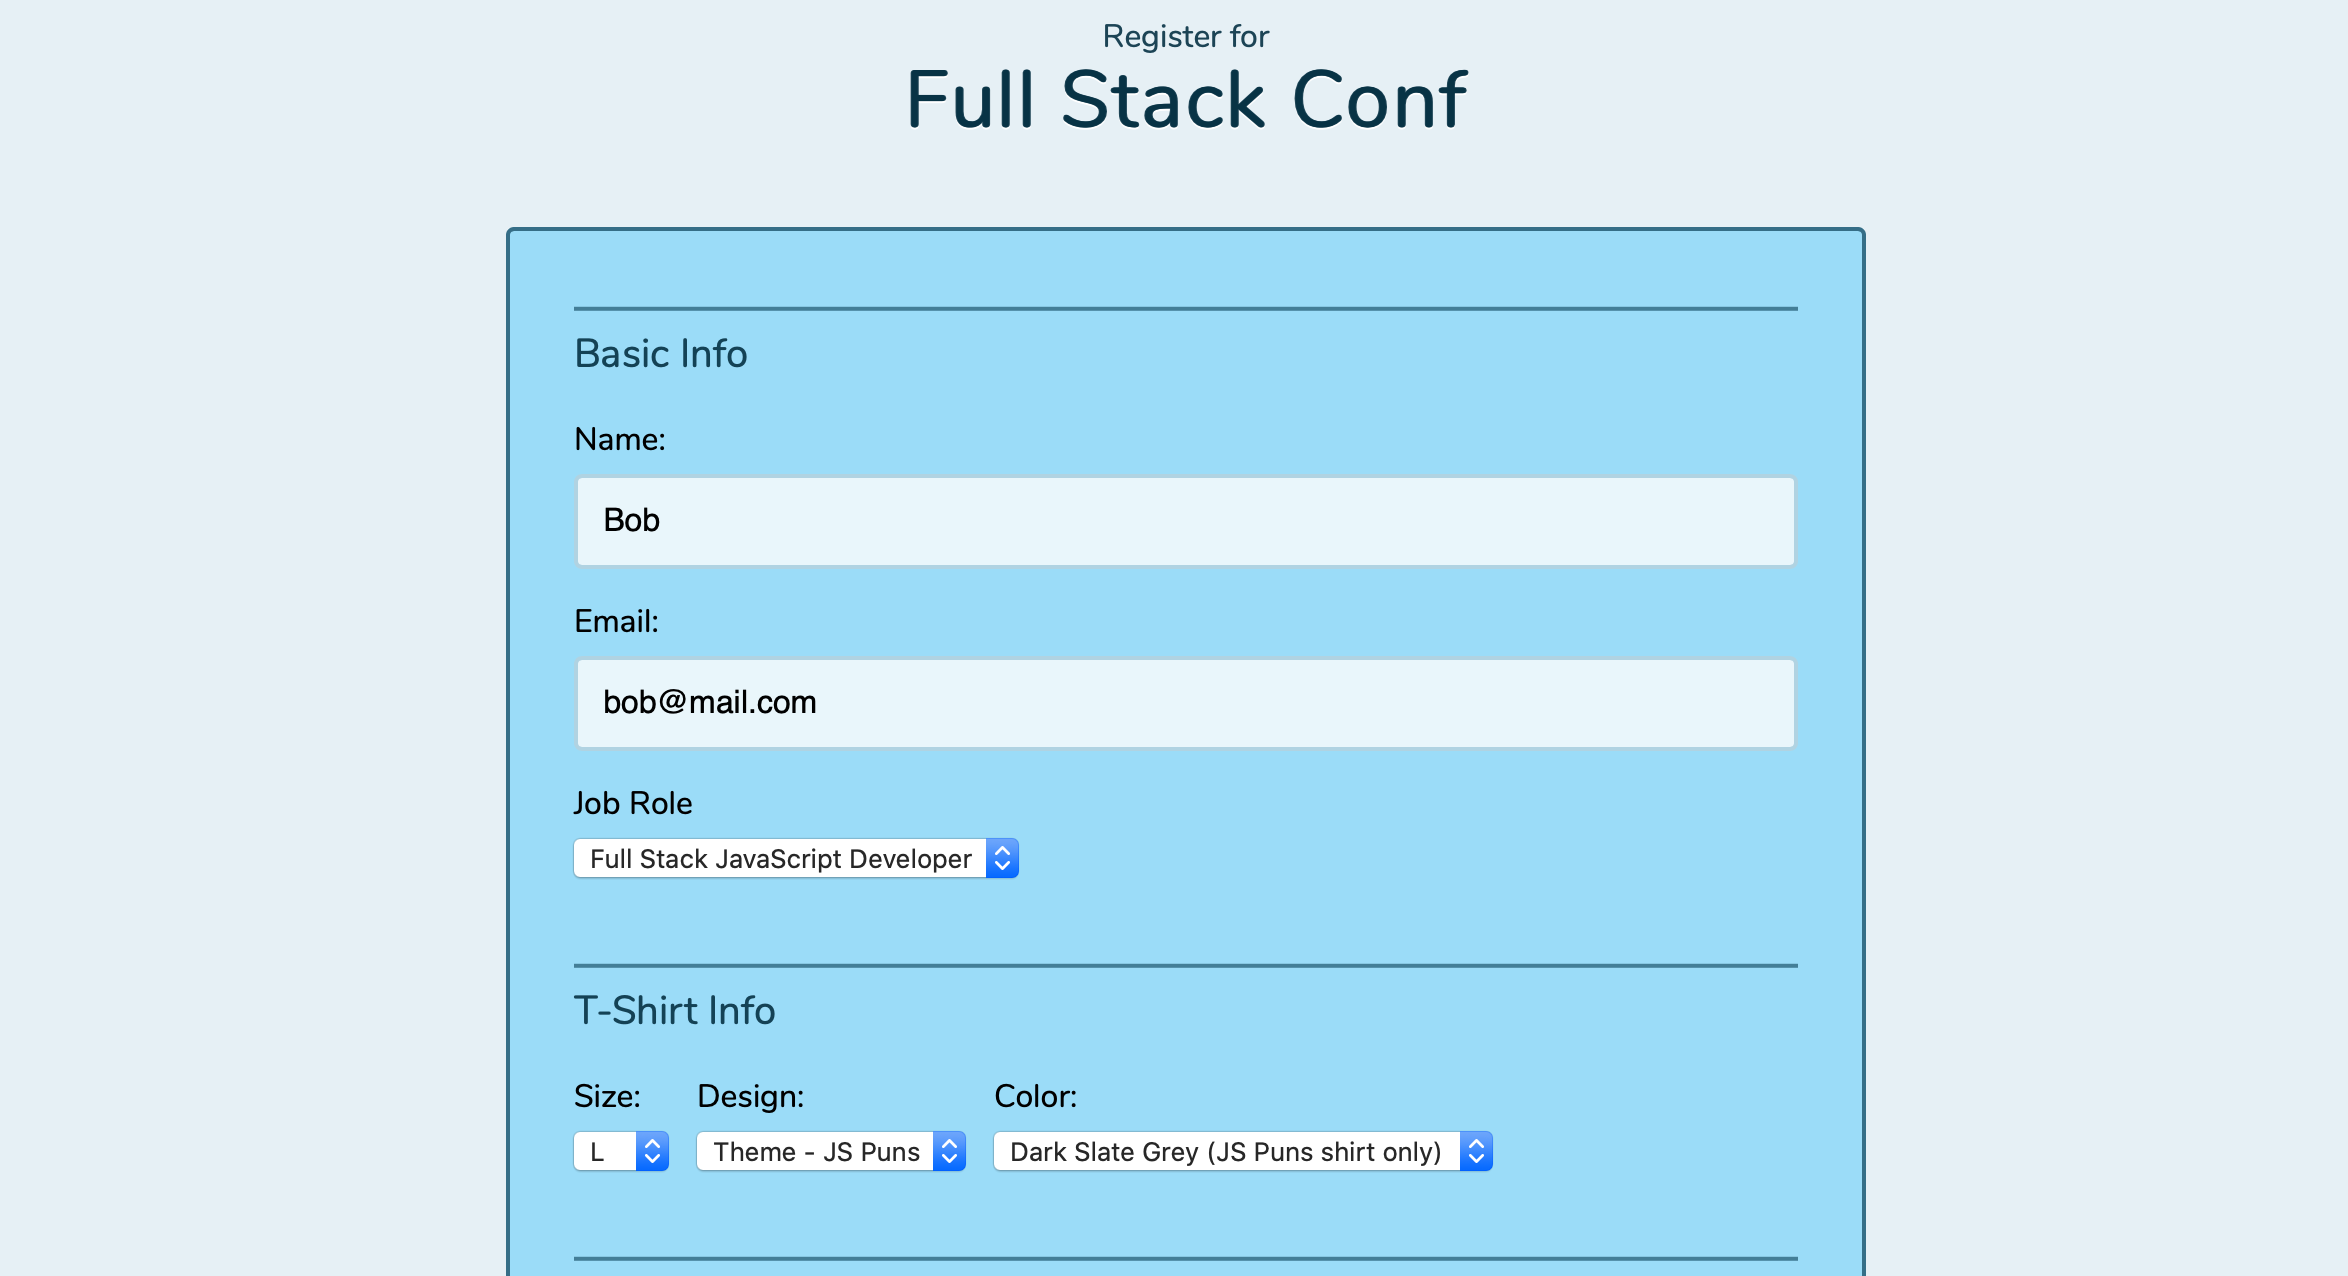 Register for
Full Stack Conf
Basic Info
Name:
Bob
Email:
bob@mail.com
Job Role
Full Stack JavaScript Developer
T-Shirt Info
Size: Design: Color:
L Theme - JS Puns Dark Slate Grey (JS Puns shirt only)